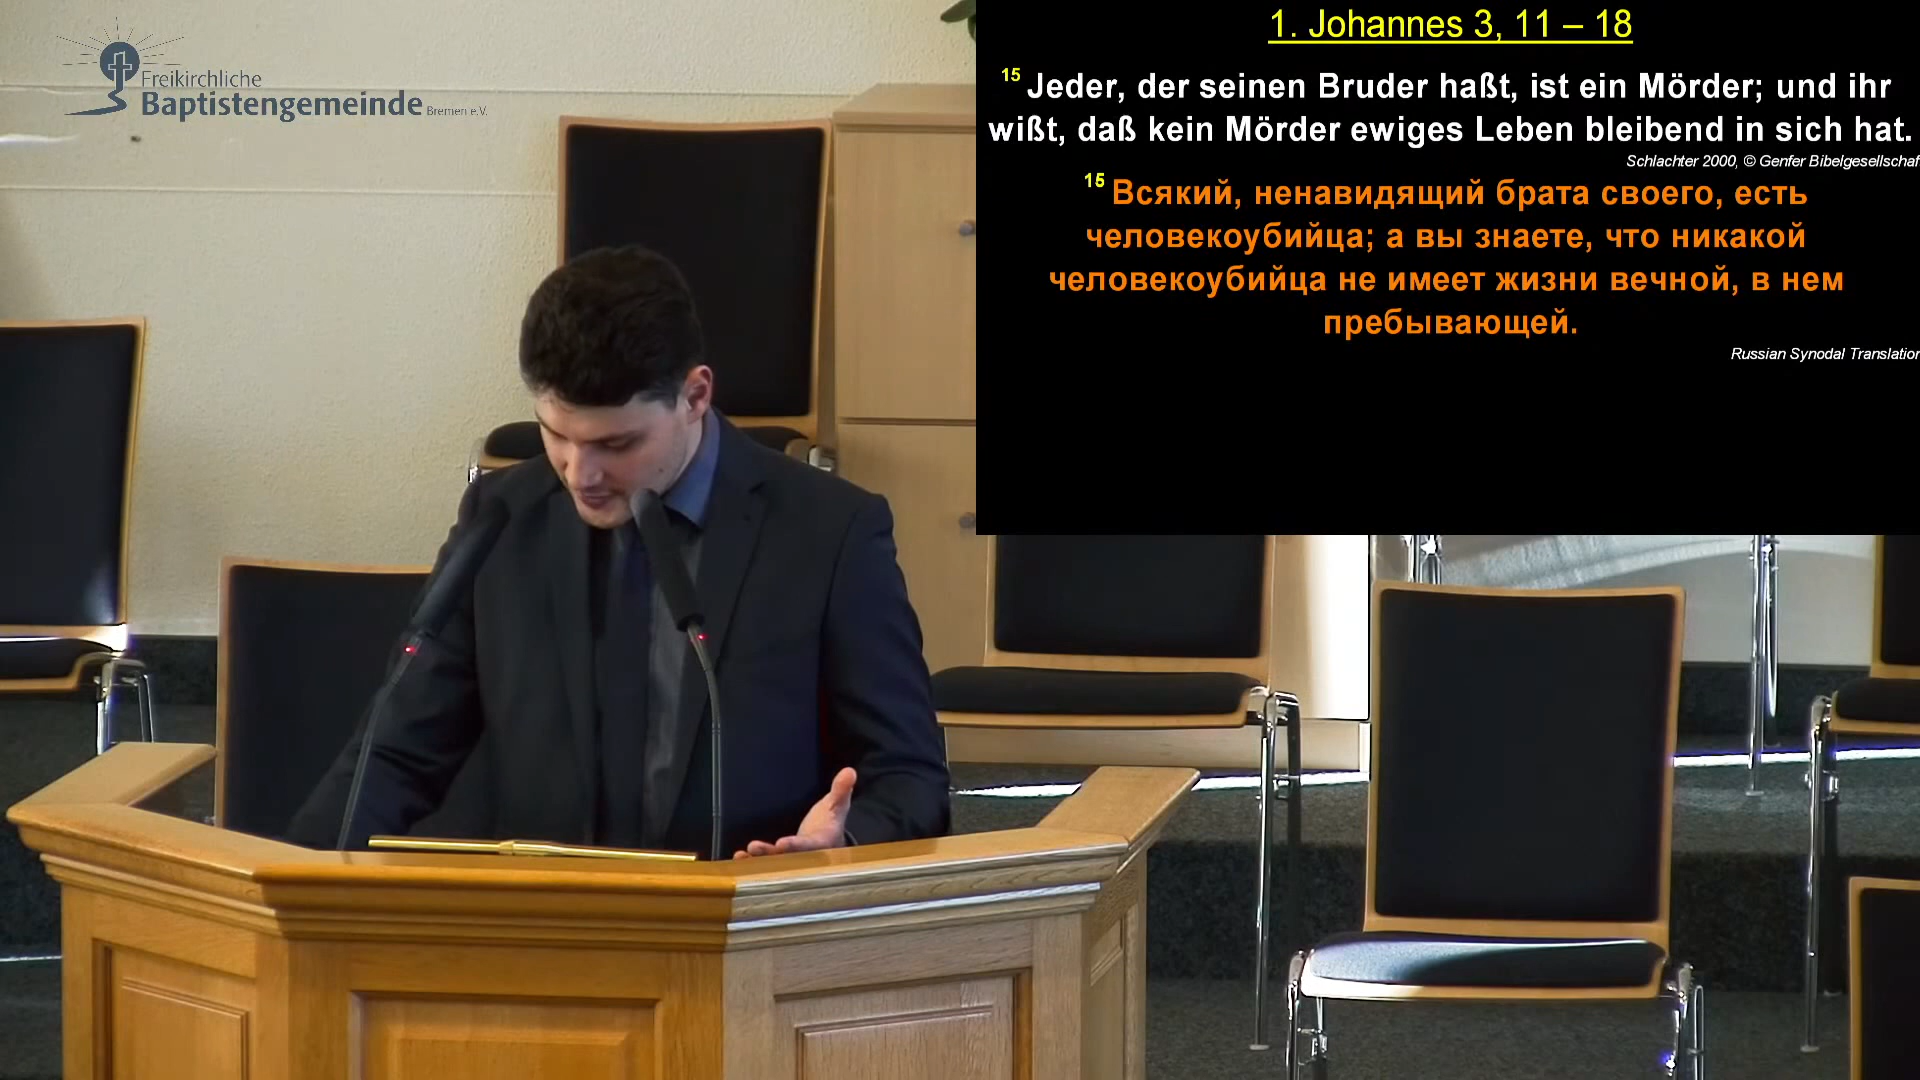 Freikirchliche
Baptistengemeinde Bremen e.V.
1. Johannes 3, 11 – 18
15 Jeder, der seinen Bruder haßt, ist ein Mörder; und ihr
wißt, daß kein Mörder ewiges Leben bleibend in sich hat.
Schlachter 2000, © Genfer Bibelgesellschaf
15 Всякий, ненавидящий брата своего, есть
человекоубийца; а вы знаете, что никакой
человекоубийца не имеет жизни вечной, в нем
пребывающей.
Russian Synodal Translation